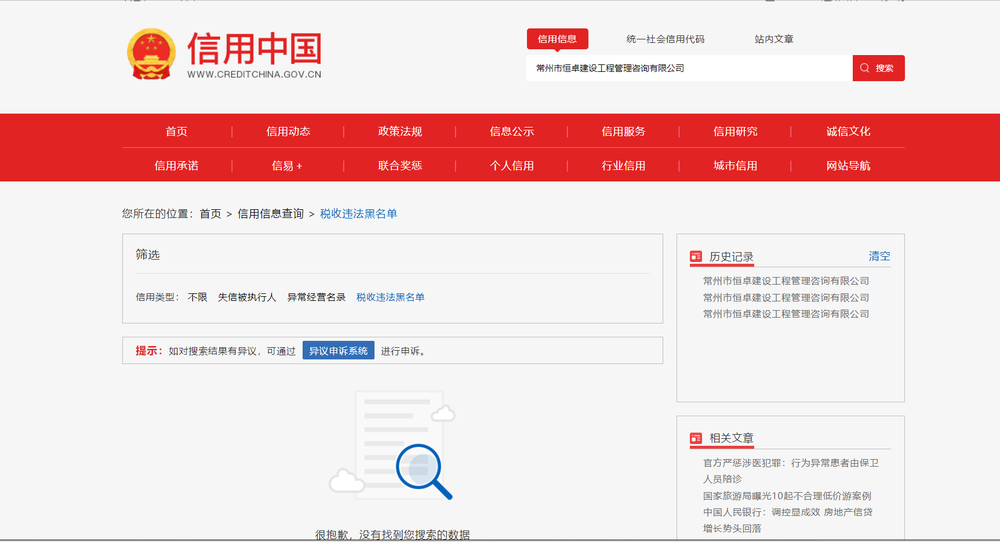 信用中国
WWW.CREDITCHINA.GOV.CN
信用信息 统一社会信用代码 站内文章
常州市恒卓建设工程管理咨询有限公司 搜索
首页 | 信用动态 | 政策法规 | 信息公示 | 信用服务 | 信用研究 | 诚信文化
信用承诺 | 信易+ | 联合奖惩 | 个人信用 | 行业信用 | 城市信用 | 网站导航
您所在的位置：首页 > 信用信息查询 > 税收违法黑名单
筛选
信用类型：不限 失信被执行人 异常经营名录 税收违法黑名单
提示：如对搜索结果有异议，可通过 异议申诉系统 进行申诉。
很抱歉，没有找到您搜索的数据
历史记录 清空
常州市恒卓建设工程管理咨询有限公司
常州市恒卓建设工程管理咨询有限公司
常州市恒卓建设工程管理咨询有限公司
相关文章
官方严惩涉医犯罪：行为异常患者由保卫
人员陪诊
国家旅游局曝光10起不合理低价游案例
中国人民银行：调控显成效 房地产信贷
增长势头回落